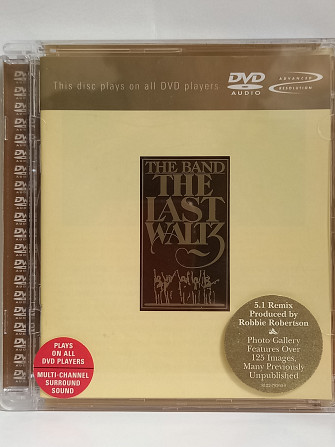 This disc plays on all DVD players
DVD
AUDIO
ADVANCED
RESOLUTION
THE BAND
THE
LAST
WALTZ
5.1 Remix
Produced by
Robbie Robertson
Photo Gallery
Features Over
125 Images,
Many Previously
Unpublished
PLAYS
ON ALL
DVD PLAYERS
MULTI-CHANNEL
SURROUND
SOUND